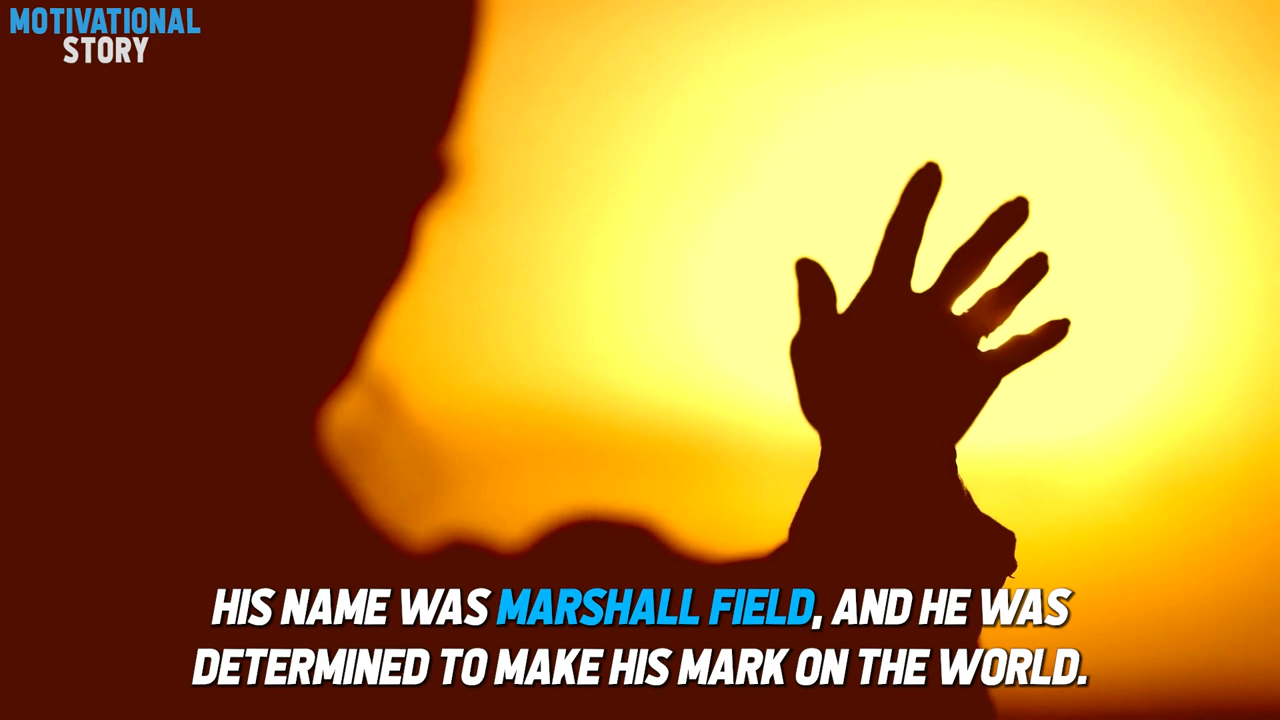 MOTIVATIONAL
STORY
HIS NAME WAS MARSHALL FIELD, AND HE WAS
DETERMINED TO MAKE HIS MARK ON THE WORLD.